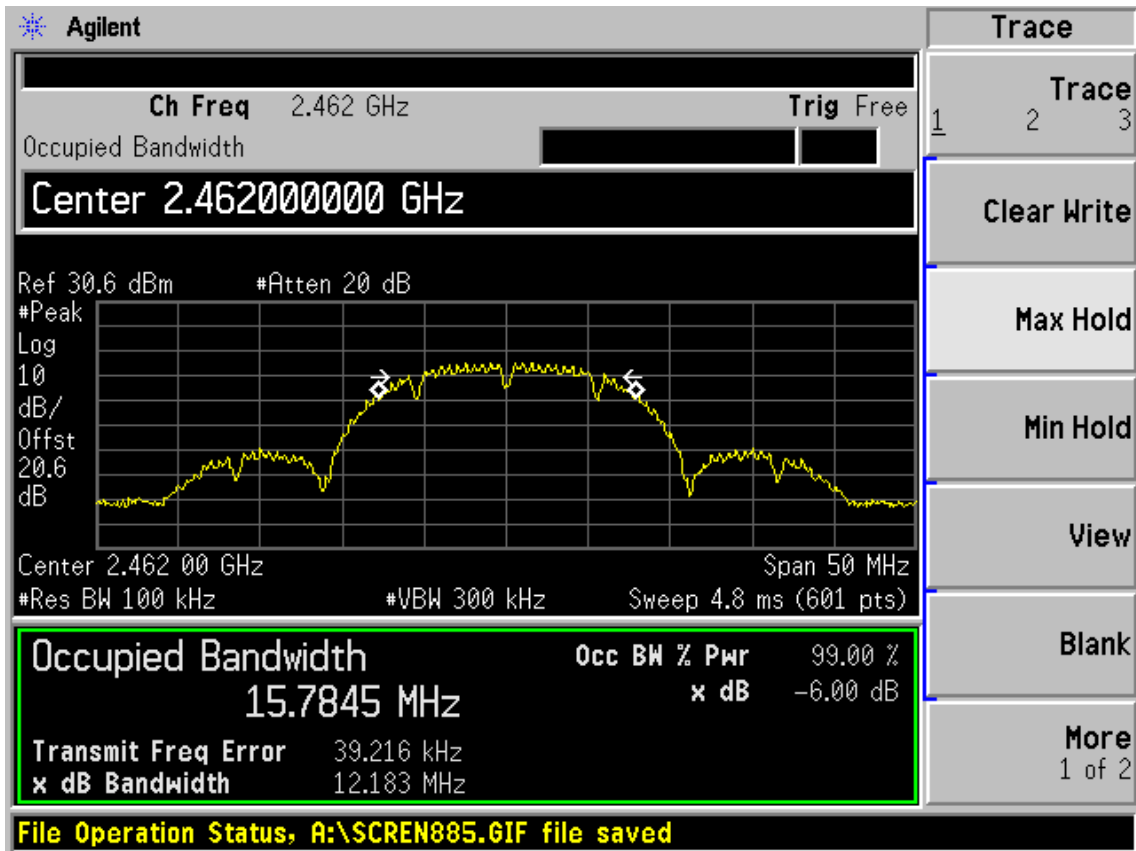 Agilent
Trace
Ch Freq 2.462 GHz Trig Free
Occupied Bandwidth
Center 2.462000000 GHz
Ref 30.6 dBm #Atten 20 dB
#Peak
Log
10
dB/
Offst
20.6
dB
Center 2.462 00 GHz Span 50 MHz
#Res BW 100 kHz #VBW 300 kHz Sweep 4.8 ms (601 pts)
Occupied Bandwidth Occ BW % Pwr 99.00 %
15.7845 MHz x dB -6.00 dB
Transmit Freq Error 39.216 kHz
x dB Bandwidth 12.183 MHz
Trace
1 2 3
Clear Write
Max Hold
Min Hold
View
Blank
More
1 of 2
File Operation Status, A:\SCREN885.GIF file saved